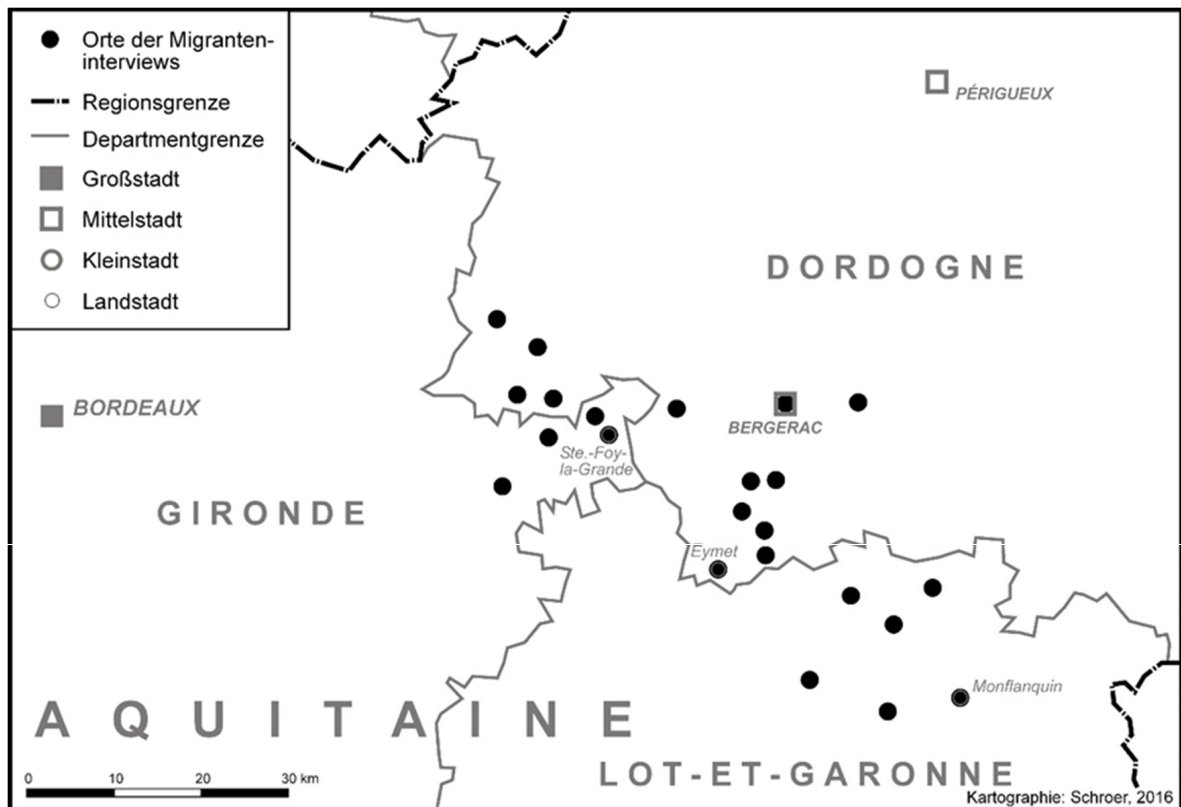 Orte der Migranten-
interviews
Regionsgrenze
Departmentgrenze
Großstadt
Mittelstadt
Kleinstadt
Landstadt
PÉRIGUEUX
DORDOGNE
BORDEAUX
BERGERAC
Ste.-Foy-
la-Grande
GIRONDE
Eymet
Monflanquin
AQUITAINE
LOT-ET-GARONNE
0 10 20 30 km
Kartographie: Schroer, 2016